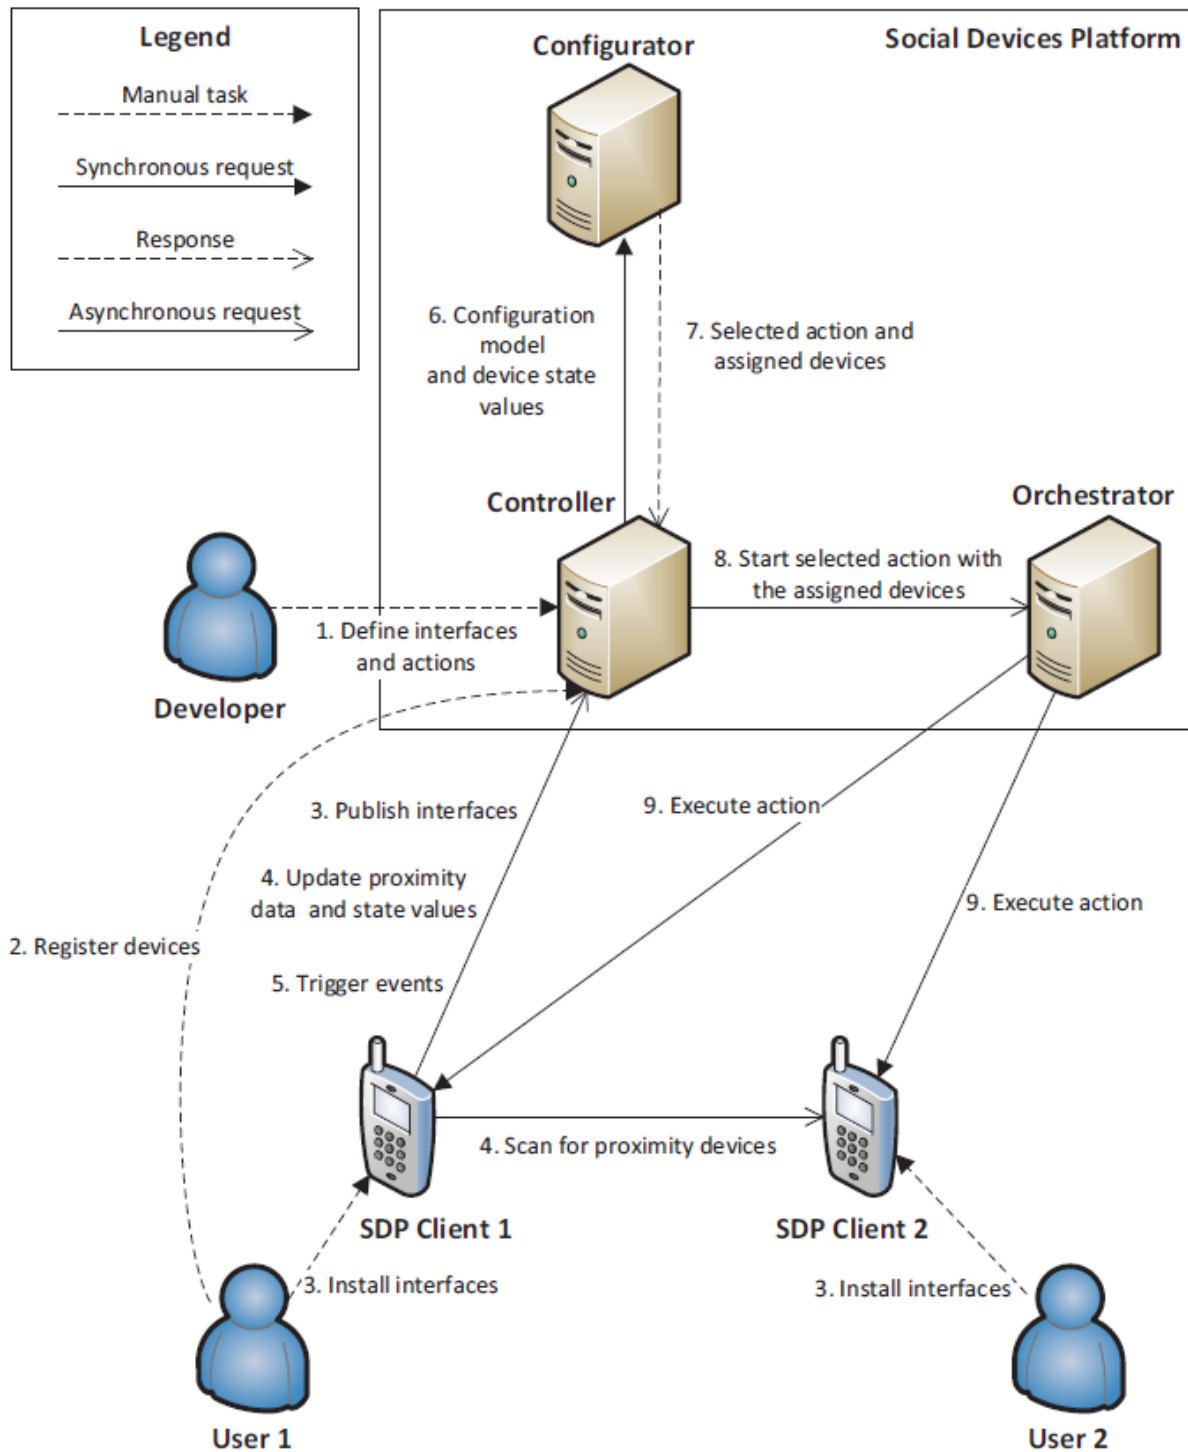 Legend
Manual task
Synchronous request
Response
Asynchronous request
Social Devices Platform
Configurator
6. Configuration
model
and device state
values
7. Selected action and
assigned devices
Controller
Orchestrator
8. Start selected action with
the assigned devices
1. Define interfaces
and actions
Developer
3. Publish interfaces
9. Execute action
4. Update proximity
data and state values
9. Execute action
2. Register devices
5. Trigger events
4. Scan for proximity devices
SDP Client 1
SDP Client 2
3. Install interfaces
3. Install interfaces
User 1
User 2